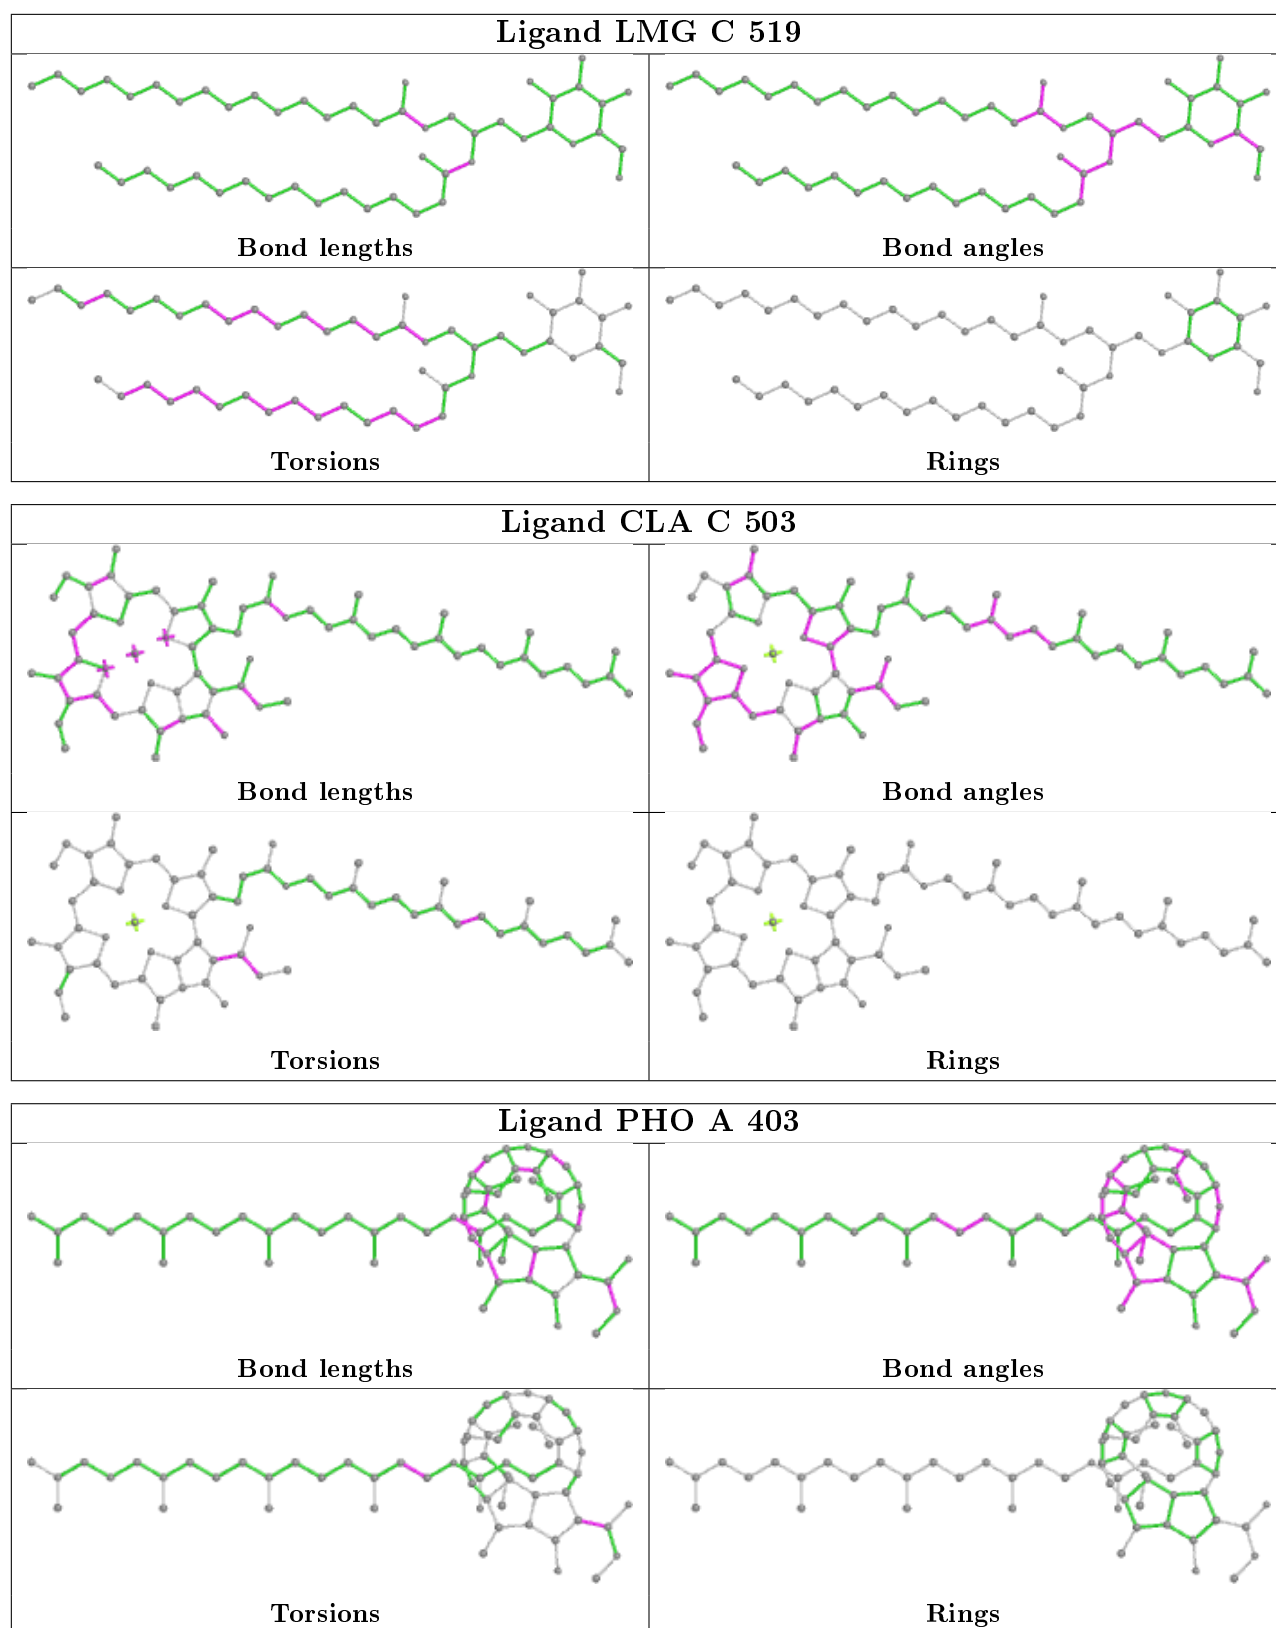 Ligand LMG C 519
Bond lengths
Bond angles
Torsions
Rings
Ligand CLA C 503
Bond lengths
Bond angles
Torsions
Rings
Ligand PHO A 403
Bond lengths
Bond angles
Torsions
Rings